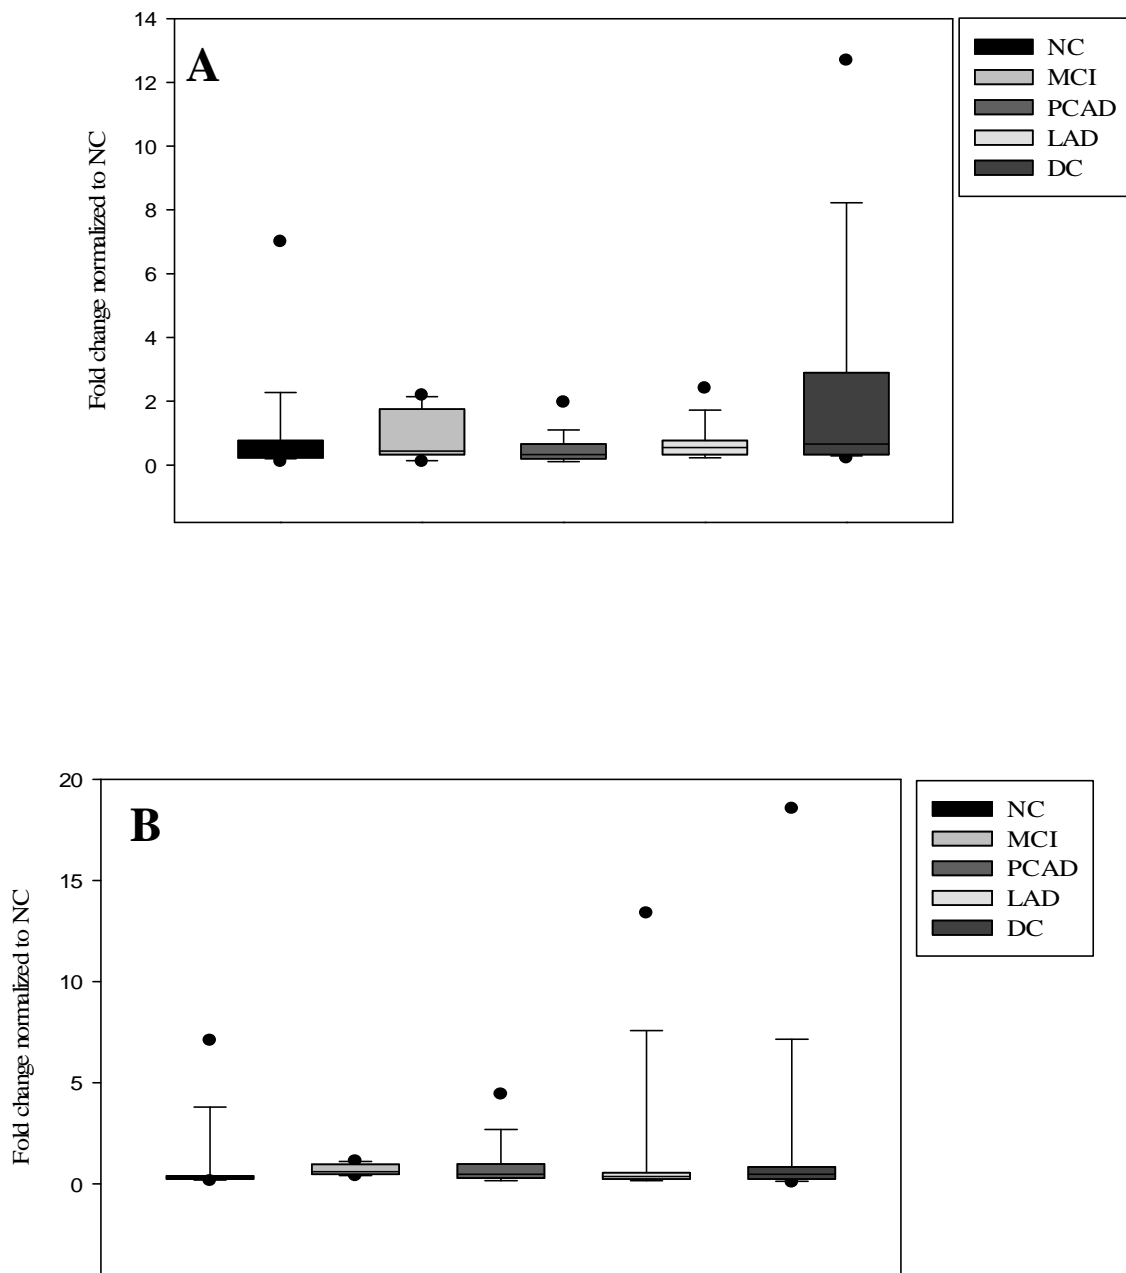 A
Fold change normalized to NC
14
12
10
8
6
4
2
0
NC
MCI
PCAD
LAD
DC
B
Fold change normalized to NC
20
15
10
5
0
NC
MCI
PCAD
LAD
DC